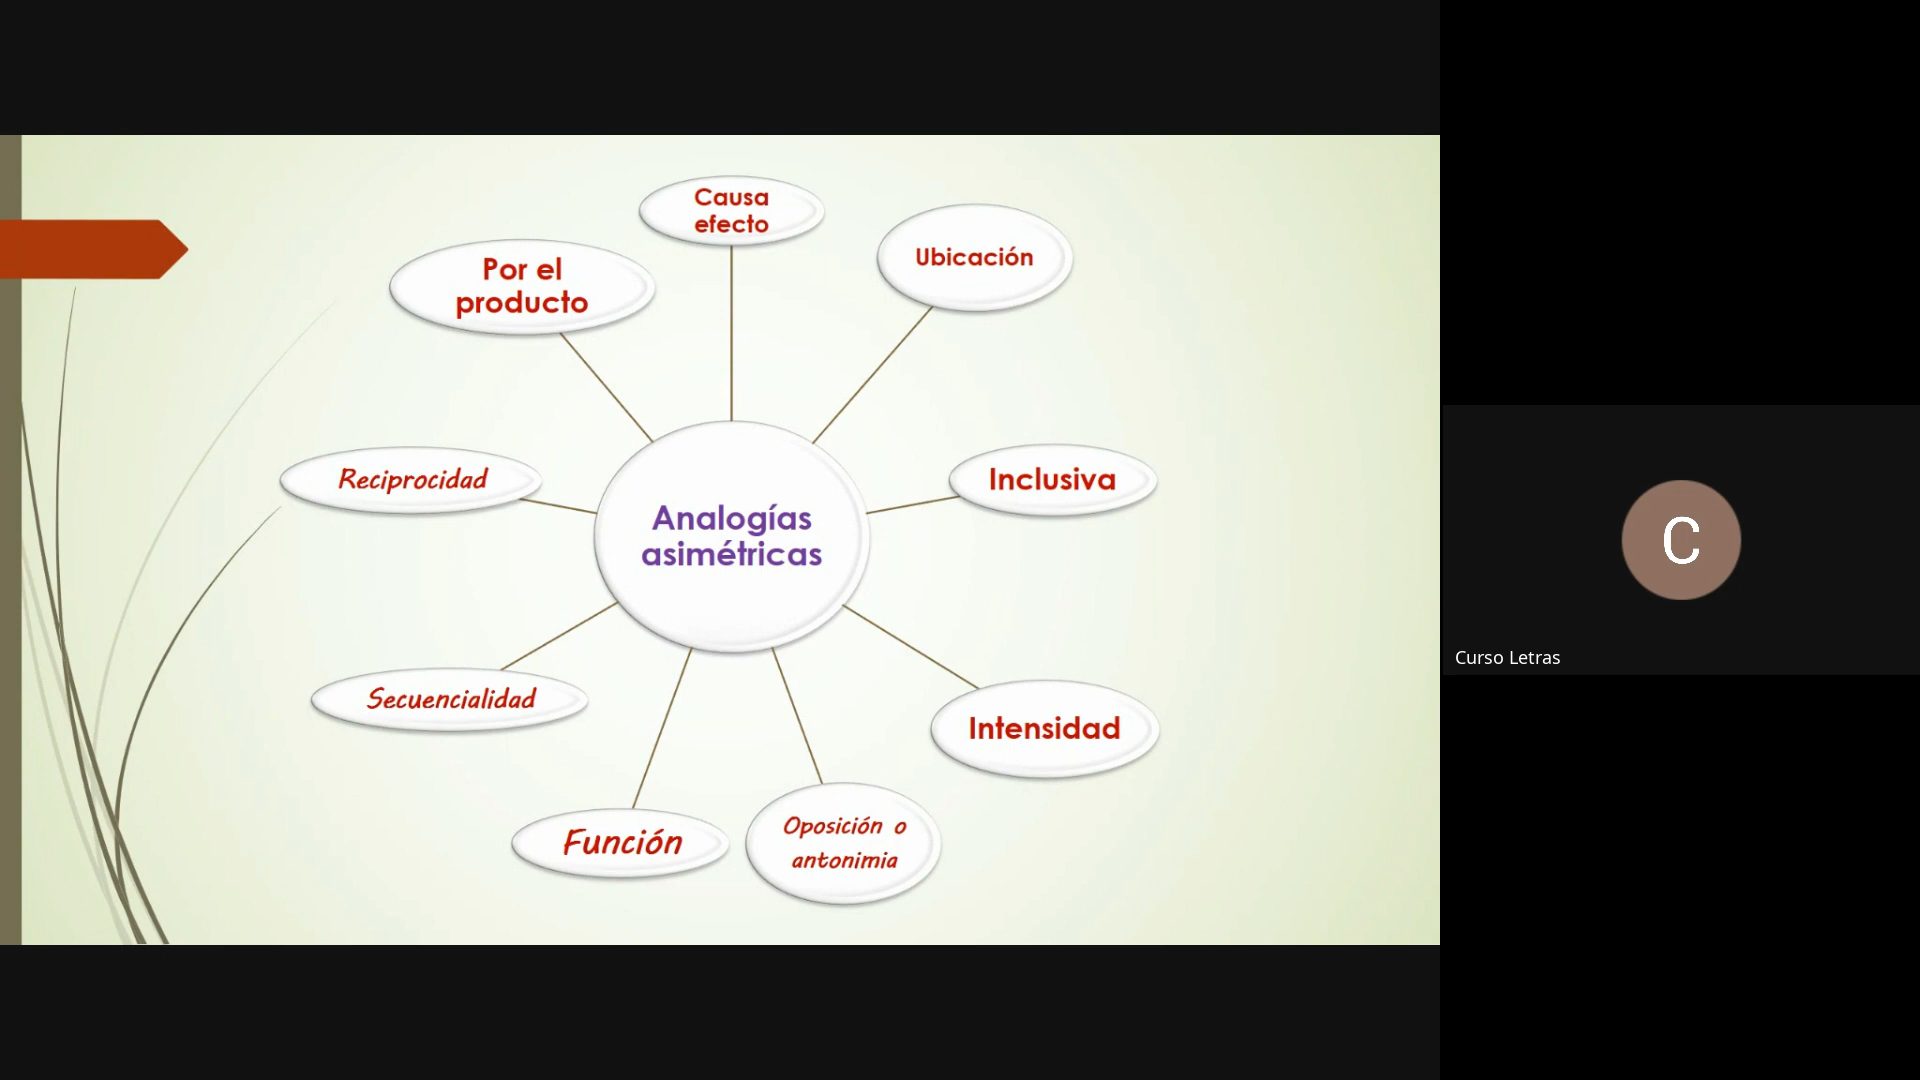 Causa
efecto
Ubicación
Por el
producto
Reciprocidad
Inclusiva
Analogías
asimétricas
Secuencialidad
Intensidad
Función
Oposición o
antonimia
C
Curso Letras